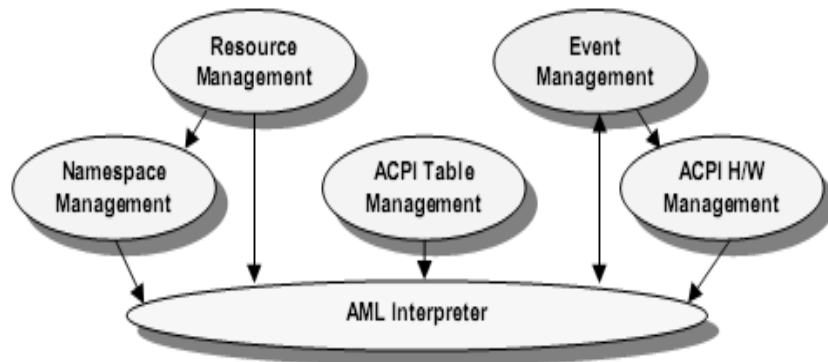 Resource
Management
Event
Management
Namespace
Management
ACPI Table
Management
ACPI H/W
Management
AML Interpreter